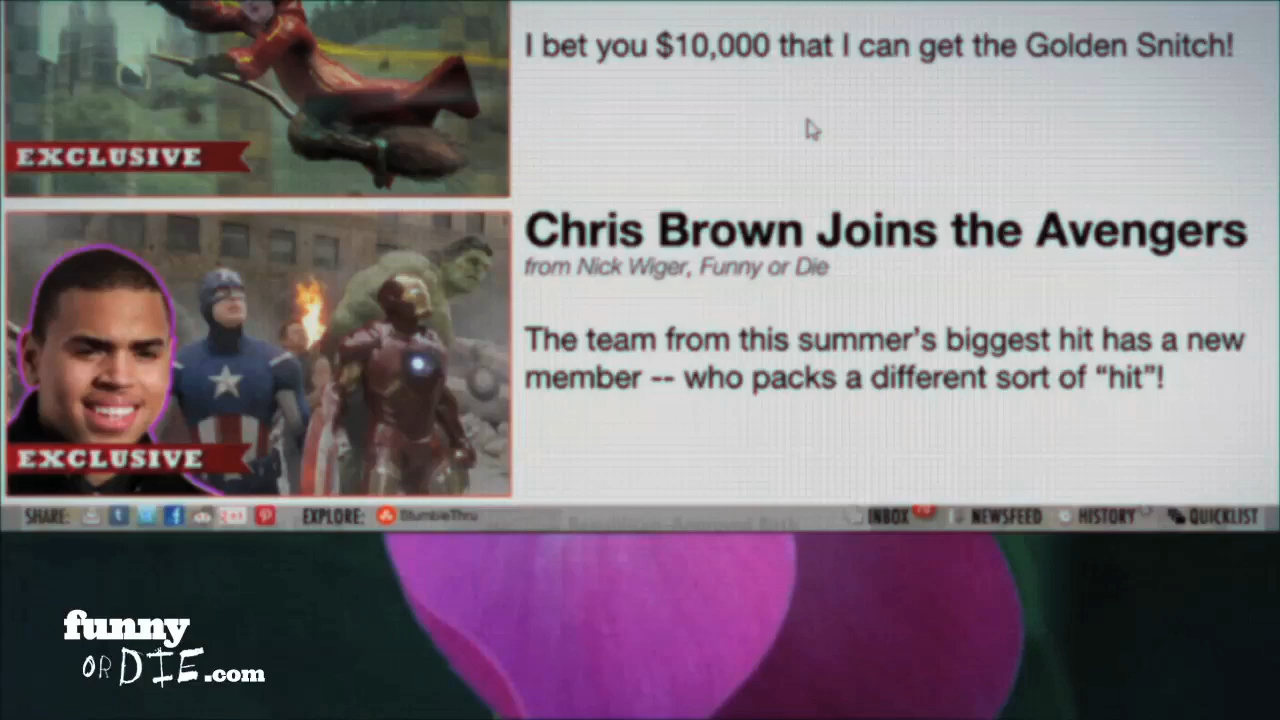 I bet you $10,000 that I can get the Golden Snitch!
EXCLUSIVE
Chris Brown Joins the Avengers
from Nick Wiger, Funny or Die
The team from this summer's biggest hit has a new
member -- who packs a different sort of "hit"!
EXCLUSIVE
SHARE: EXPLORE: StumbleThru INBOX NEWSFEED HISTORY QUICKLIST
funny
OR DIE.com